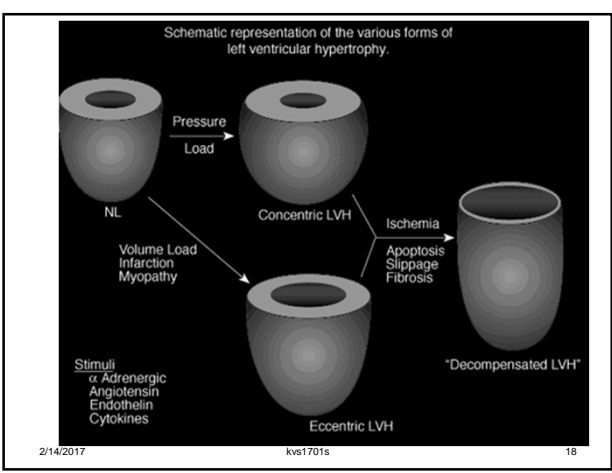 Schematic representation of the various forms of
left ventricular hypertrophy.
Pressure
Load
NL
Concentric LVH
Volume Load
Infarction
Myopathy
Ischemia
Apoptosis
Slippage
Fibrosis
"Decompensated LVH"
Stimuli
α Adrenergic
Angiotensin
Endothelin
Cytokines
Eccentric LVH
2/14/2017
kvs1701s
18